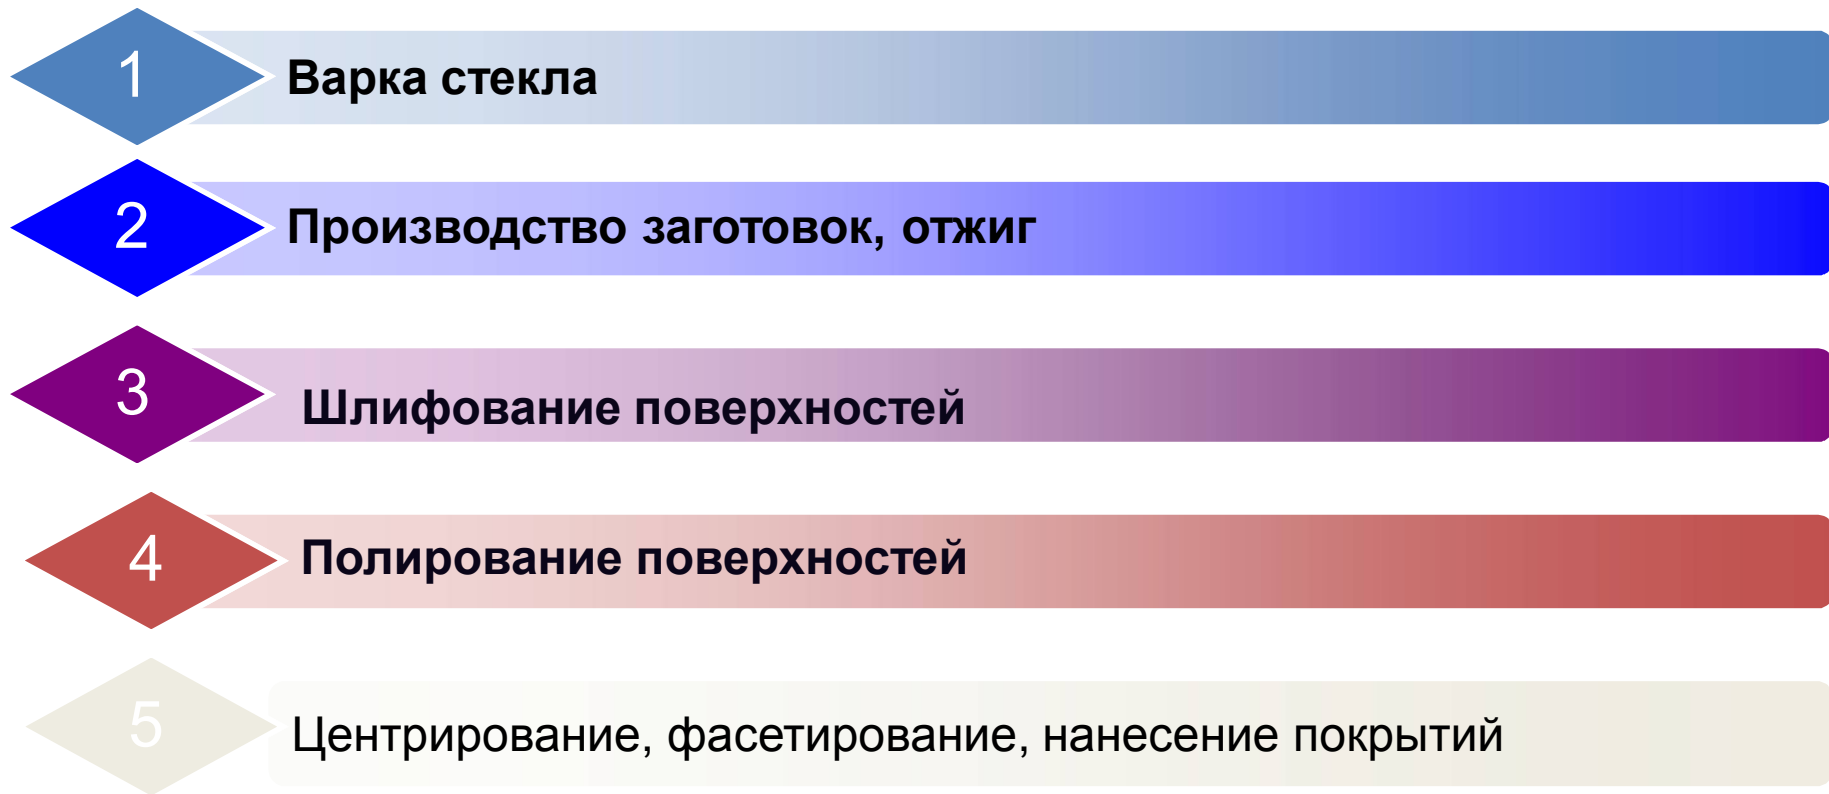 1 Варка стекла
2 Производство заготовок, отжиг
3 Шлифование поверхностей
4 Полирование поверхностей
5 Центрирование, фасетирование, нанесение покрытий